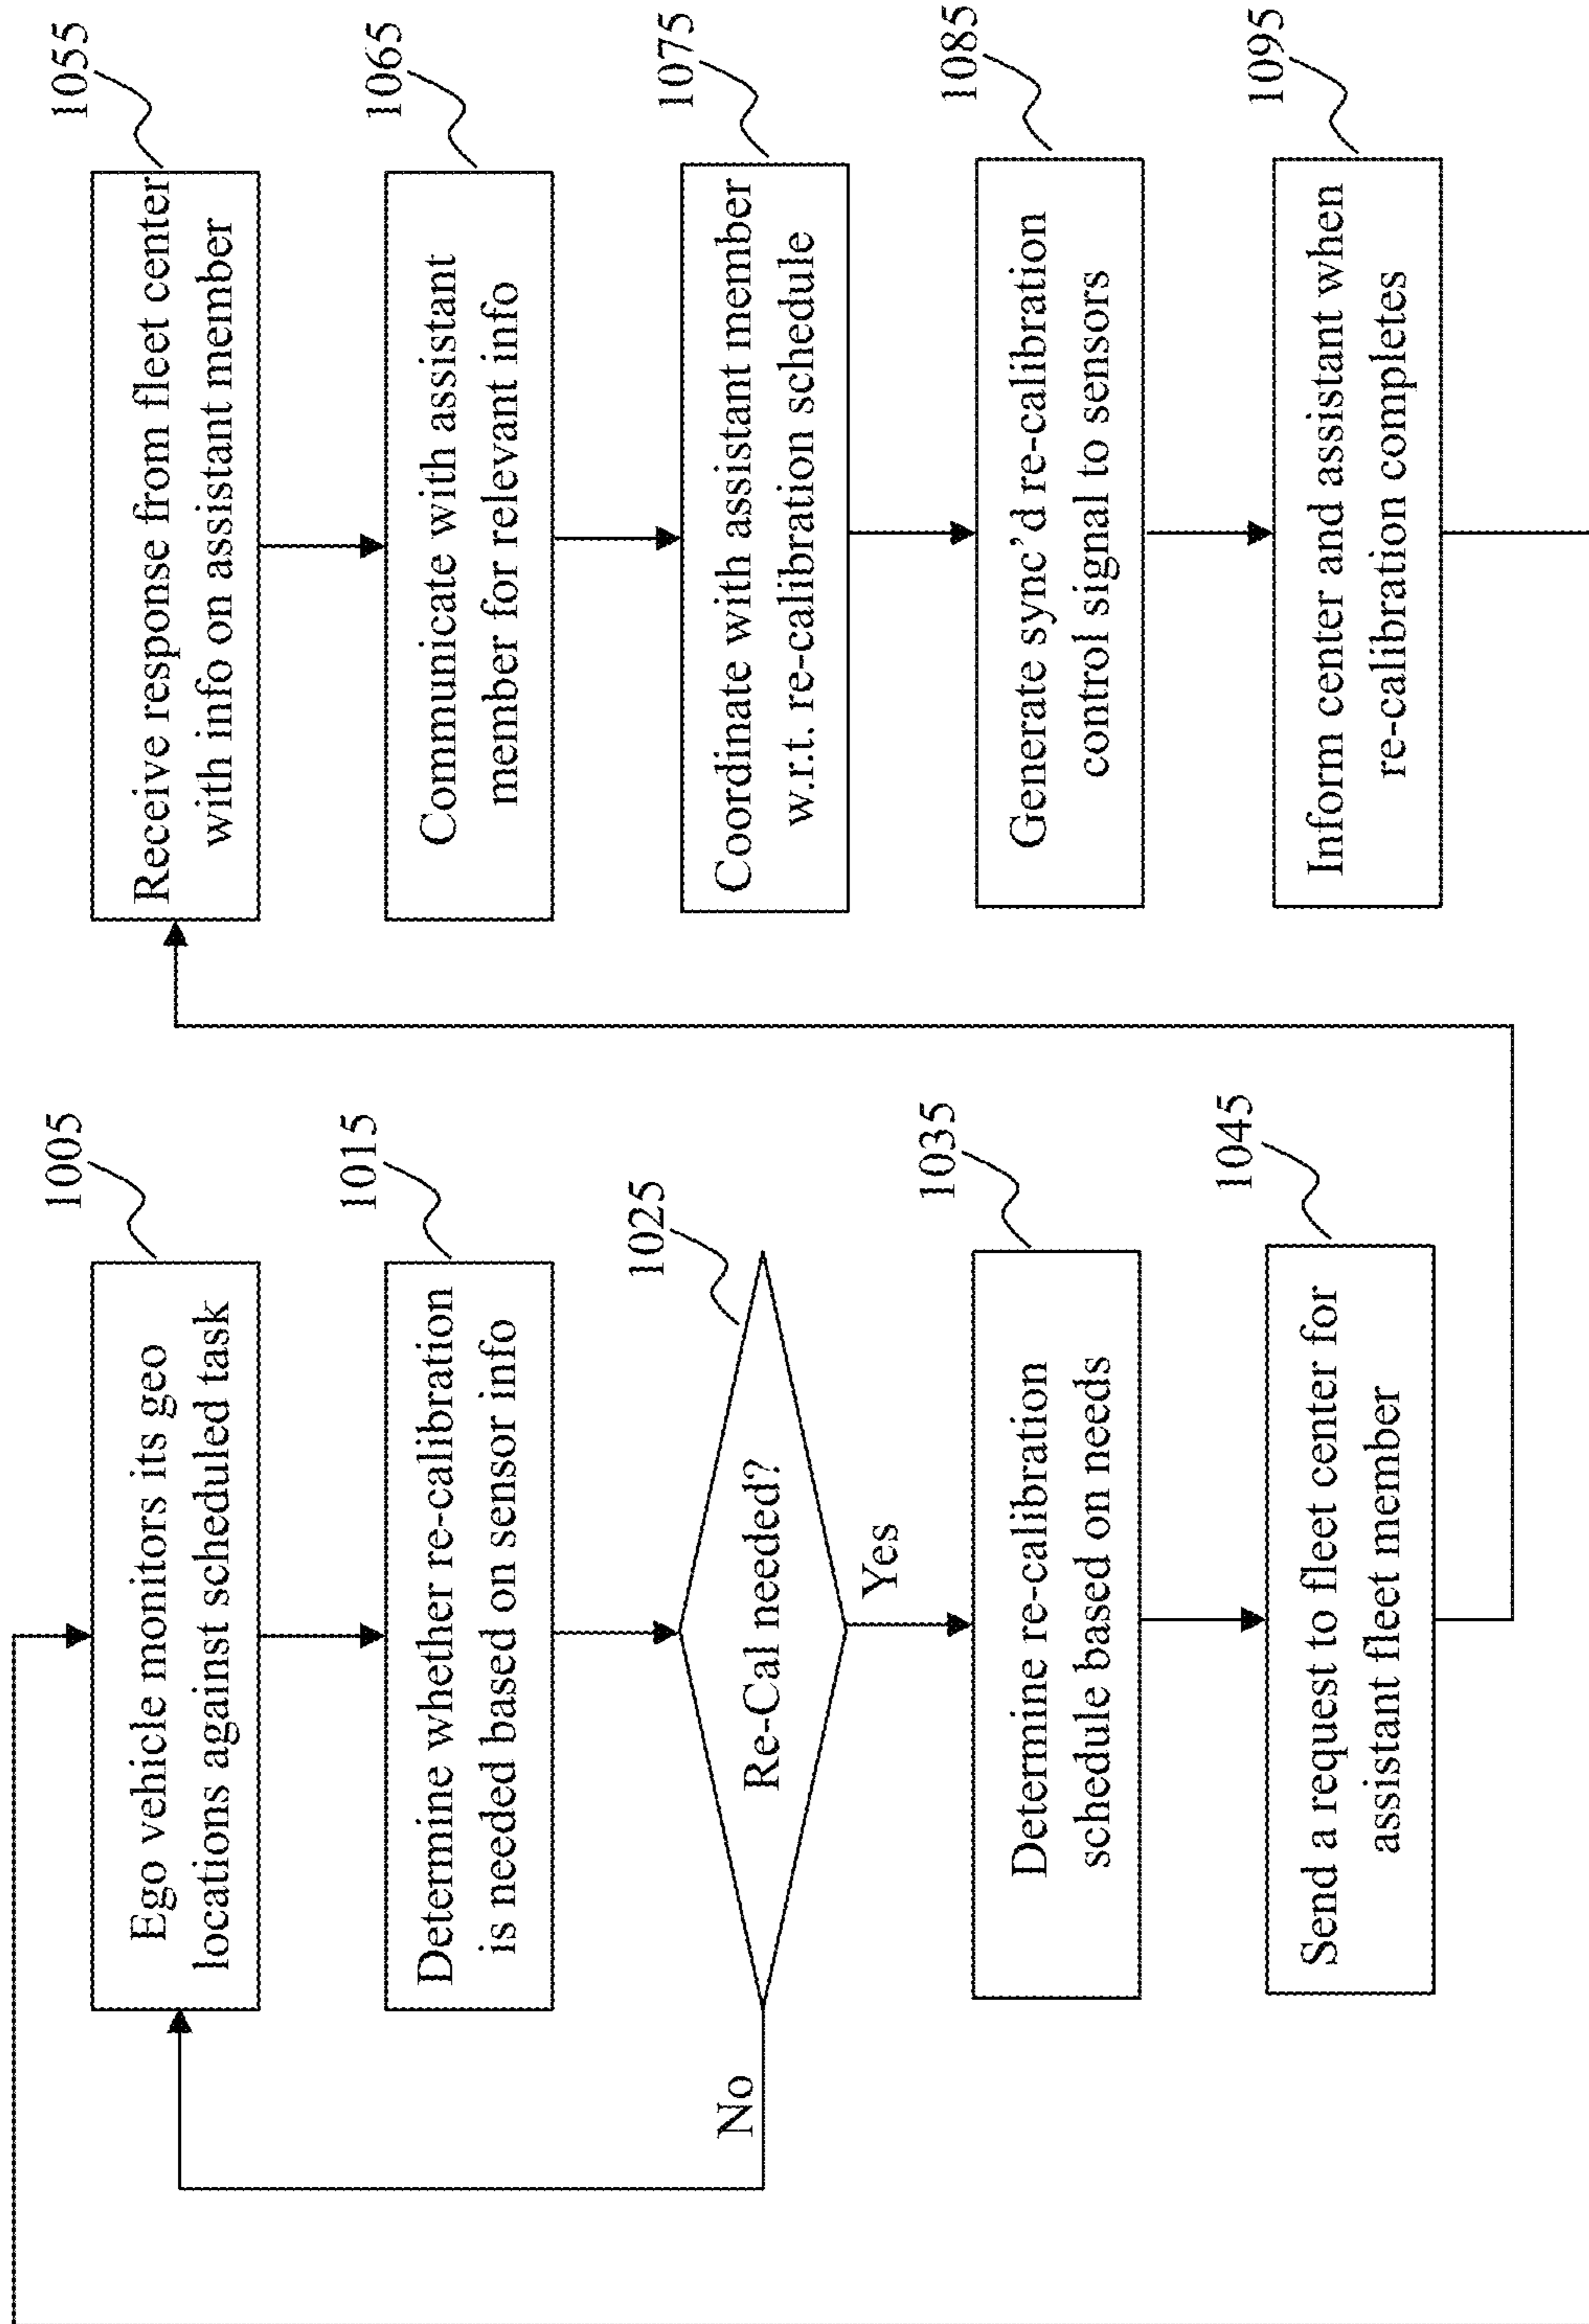 1005
Ego vehicle monitors its geo
locations against scheduled task
1015
Determine whether re-calibration
is needed based on sensor info
1025
Re-Cal needed?
No
Yes
1035
Determine re-calibration
schedule based on needs
1045
Send a request to fleet center for
assistant fleet member
1055
Receive response from fleet center
with info on assistant member
1065
Communicate with assistant
member for relevant info
1075
Coordinate with assistant member
w.r.t. re-calibration schedule
1085
Generate sync’d re-calibration
control signal to sensors
1095
Inform center and assistant when
re-calibration completes